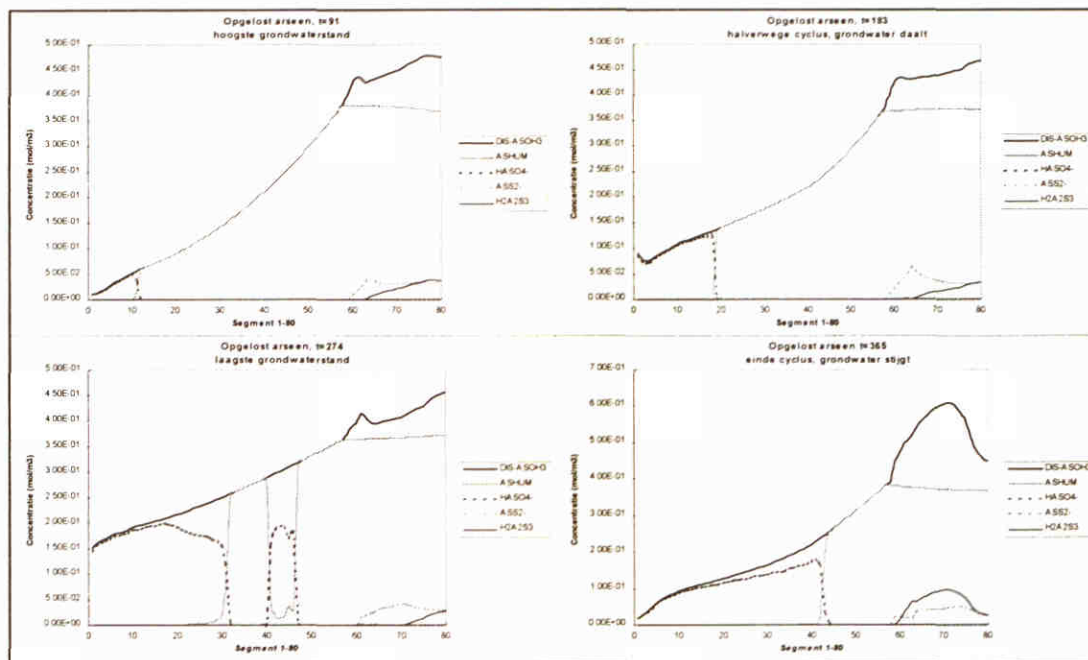 Opgelost arseen, t=91
hoogste grondwaterstand
5.00E-01
4.50E-01
4.00E-01
3.50E-01
3.00E-01
2.50E-01
2.00E-01
1.50E-01
1.00E-01
5.00E-02
0.00E+00
Concentratie (mol/m3)
0 10 20 30 40 50 60 70 80
Segment 1-80
DIS-ASOH3
ASHUM
HASO4-
ASS2-
H2A2S3
Opgelost arseen, t=183
halverwege cyclus, grondwater daalt
5.00E-01
4.50E-01
4.00E-01
3.50E-01
3.00E-01
2.50E-01
2.00E-01
1.50E-01
1.00E-01
5.00E-02
0.00E+00
Concentratie (mol/m3)
0 10 20 30 40 50 60 70 80
Segment 1-80
DIS-ASOH3
ASHUM
HASO4-
ASS2-
H2A2S3
Opgelost arseen, t=274
laagste grondwaterstand
5.00E-01
4.50E-01
4.00E-01
3.50E-01
3.00E-01
2.50E-01
2.00E-01
1.50E-01
1.00E-01
5.00E-02
0.00E+00
Concentratie (mol/m3)
0 10 20 30 40 50 60 70 80
Segment 1-80
DIS-ASOH3
ASHUM
HASO4-
ASS2-
H2A2S3
Opgelost arseen t=365
einde cyclus, grondwater stijgt
7.00E-01
6.00E-01
5.00E-01
4.00E-01
3.00E-01
2.00E-01
1.00E-01
0.00E+00
Concentratie (mol/m3)
0 10 20 30 40 50 60 70 80
Segment 1-80
DIS-ASOH3
ASHUM
HASO4-
ASS2-
H2A2S3